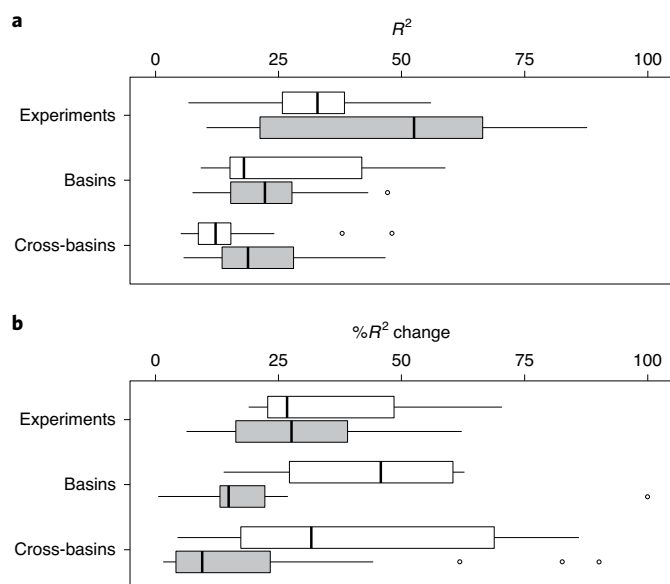 a
R²
0 25 50 75 100
Experiments
Basins
Cross-basins
b
%R² change
0 25 50 75 100
Experiments
Basins
Cross-basins